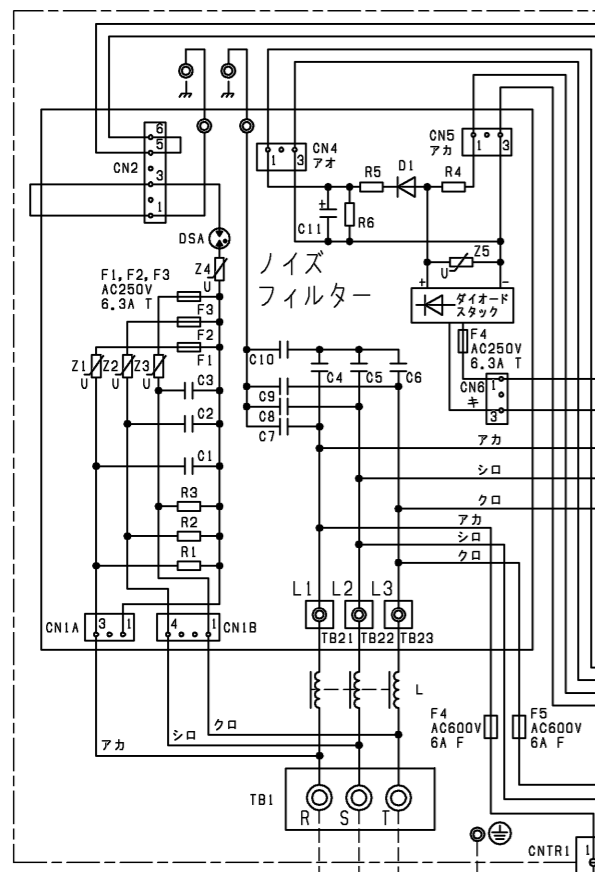 6
5
CN2
3
1
CN4
アオ
1
3
CN5
アカ
1
3
R5
D1
R4
+
C11
R6
DSA
Z4
U
Z5
U
ノイズ
フィルター
F1,F2,F3
AC250V
6.3A T
+
-
ダイオード
スタック
F3
F2
F1
F4
AC250V
6.3A T
Z1
U
Z2
U
Z3
U
C10
C4
C5
C6
CN6
キ
1
3
C3
C9
C8
C7
C2
C1
アカ
シロ
クロ
R3
R2
R1
アカ
シロ
クロ
L1
L2
L3
CN1A
3
1
4
1
CN1B
TB21
TB22
TB23
L
アカ
シロ
クロ
F4
AC600V
6A F
F5
AC600V
6A F
TB1
R
S
T
CNTR1
1